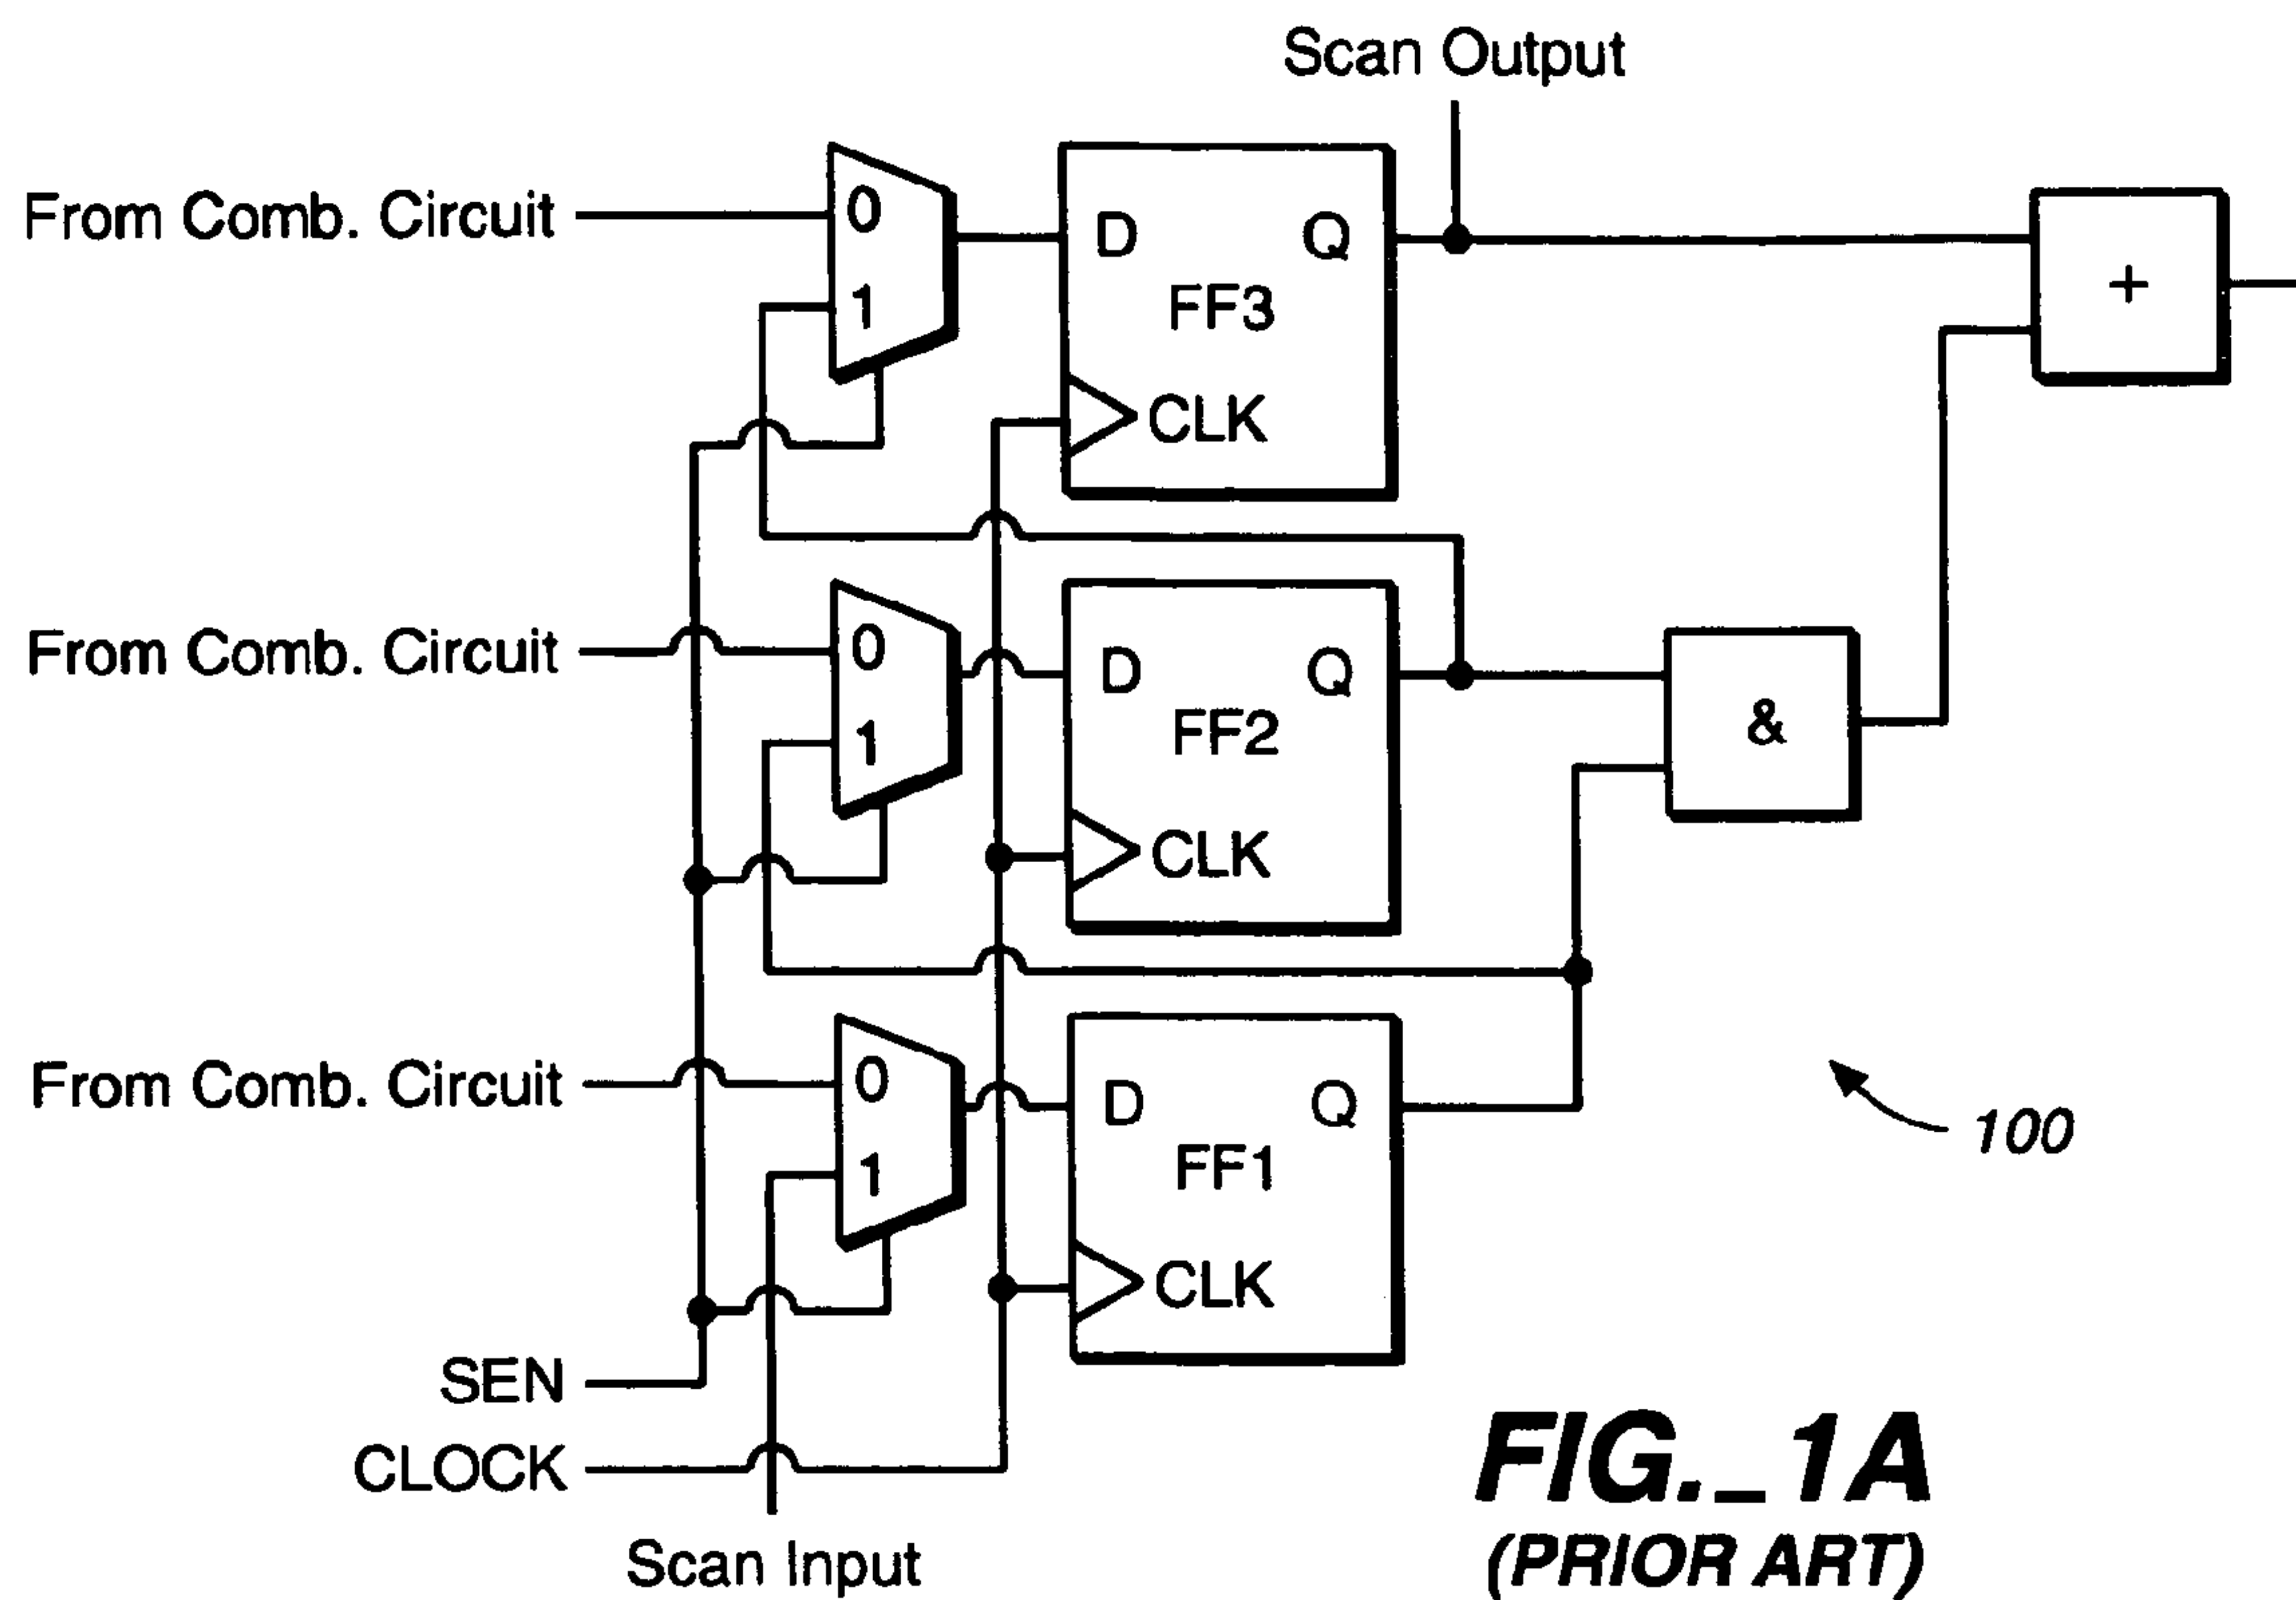 Scan Output
From Comb. Circuit
0
1
D
Q
FF3
CLK
+
From Comb. Circuit
0
1
D
Q
FF2
CLK
&
From Comb. Circuit
0
1
D
Q
FF1
CLK
100
SEN
CLOCK
Scan Input
FIG._1A
(PRIOR ART)